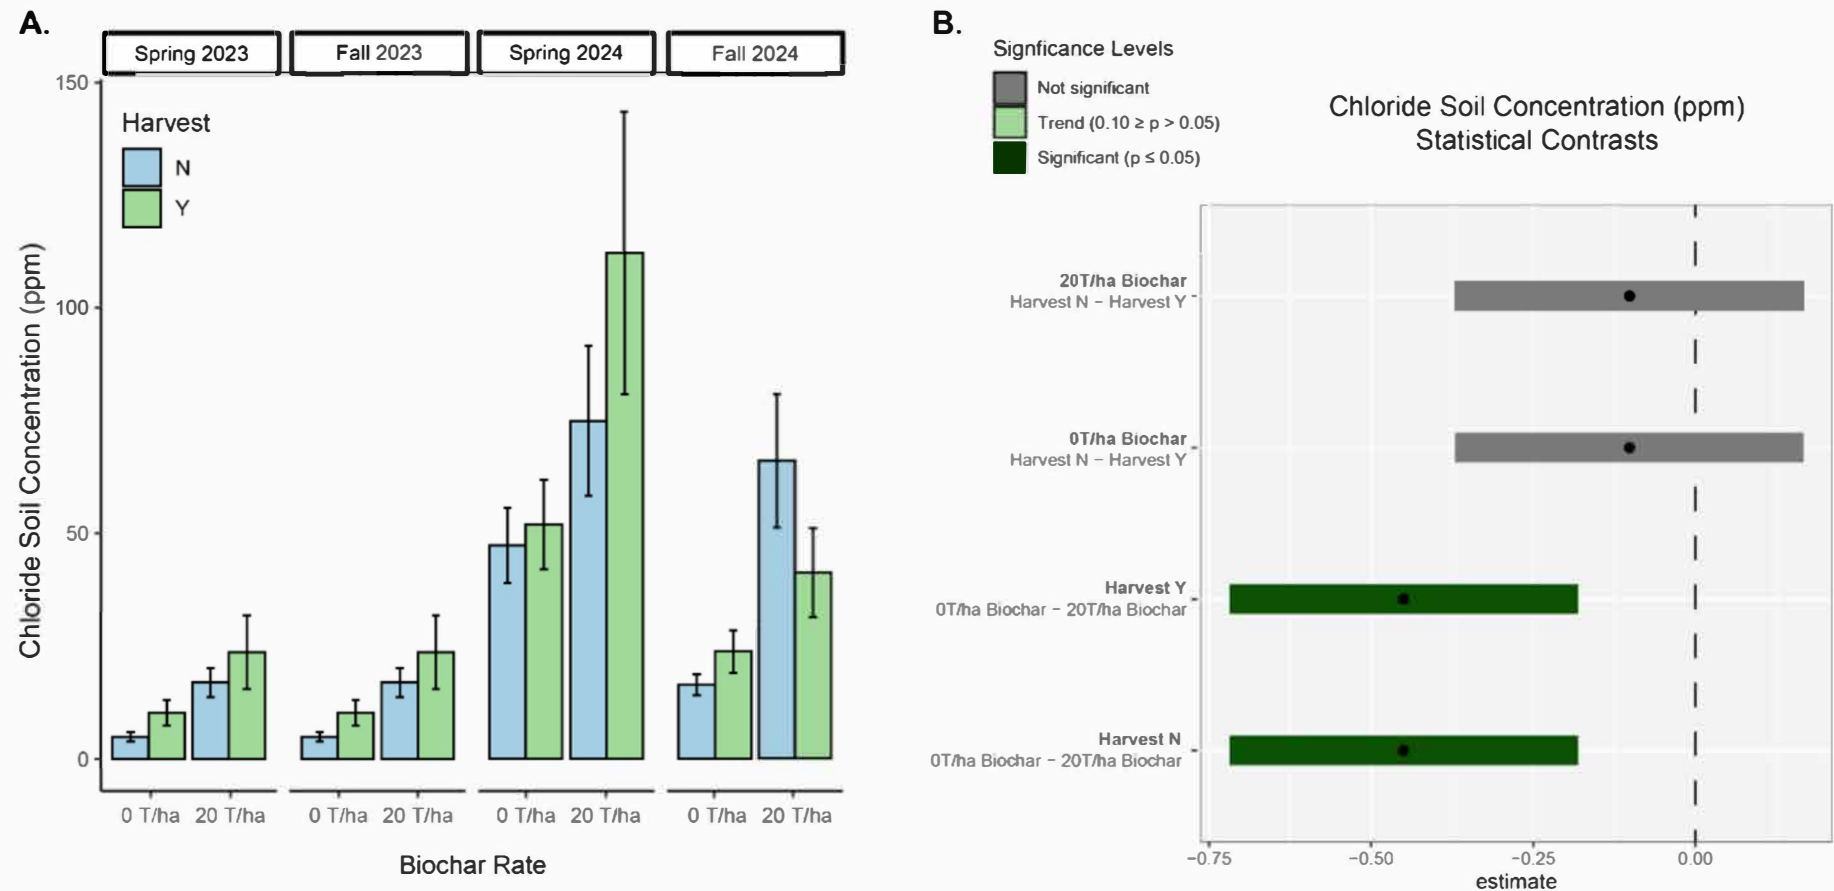 A.
Spring 2023
Fall 2023
Spring 2024
Fall 2024
Chloride Soil Concentration (ppm)
150
100
50
0
Harvest
N
Y
0 T/ha 20 T/ha
0 T/ha 20 T/ha
0 T/ha 20 T/ha
0 T/ha 20 T/ha
Biochar Rate
B.
Signficance Levels
Not significant
Trend (0.10 ≥ p > 0.05)
Significant (p ≤ 0.05)
Chloride Soil Concentration (ppm)
Statistical Contrasts
20T/ha Biochar
Harvest N − Harvest Y
0T/ha Biochar
Harvest N − Harvest Y
Harvest Y
0T/ha Biochar − 20T/ha Biochar
Harvest N
0T/ha Biochar − 20T/ha Biochar
−0.75
−0.50
−0.25
0.00
estimate